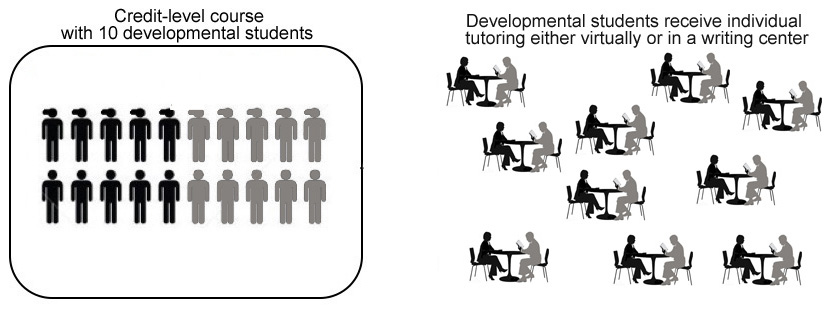 Credit-level course
with 10 developmental students
Developmental students receive individual
tutoring either virtually or in a writing center